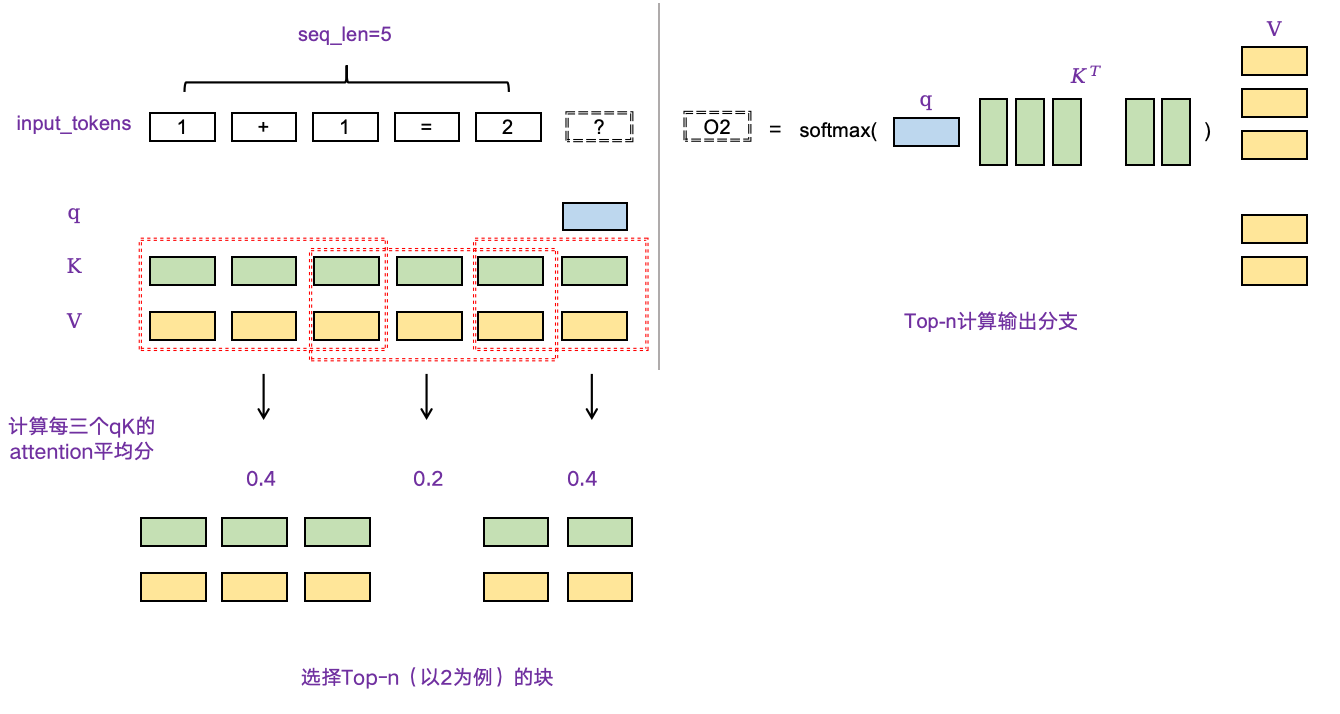 seq_len=5
input_tokens
1
+
1
=
2
?
q
K
V
计算每三个qK的
attention平均分
0.4
0.2
0.4
选择Top-n（以2为例）的块
V
K^T
q
O2
=
softmax(
)
Top-n计算输出分支